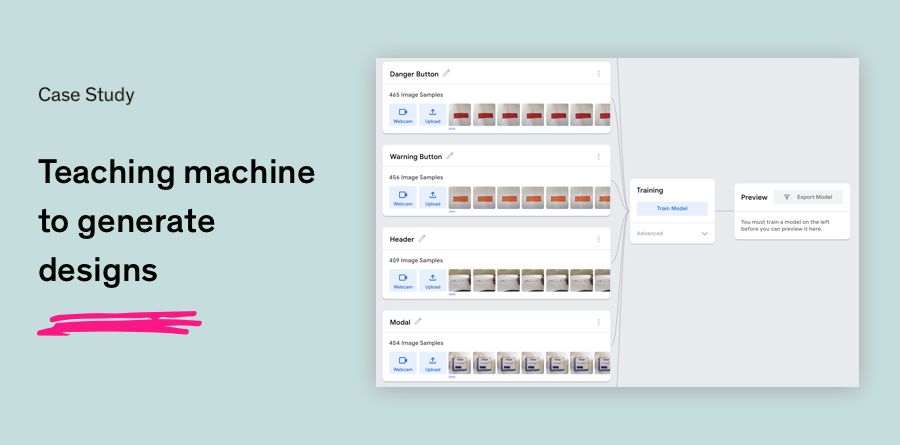 Case Study
Teaching machine
to generate
designs
Danger Button
465 Image Samples
Webcam
Upload
Warning Button
456 Image Samples
Webcam
Upload
Header
459 Image Samples
Webcam
Upload
Modal
454 Image Samples
Webcam
Upload
Training
Train Model
Advanced
Preview
Export Model
You must train a model on the left
before you can preview it here.